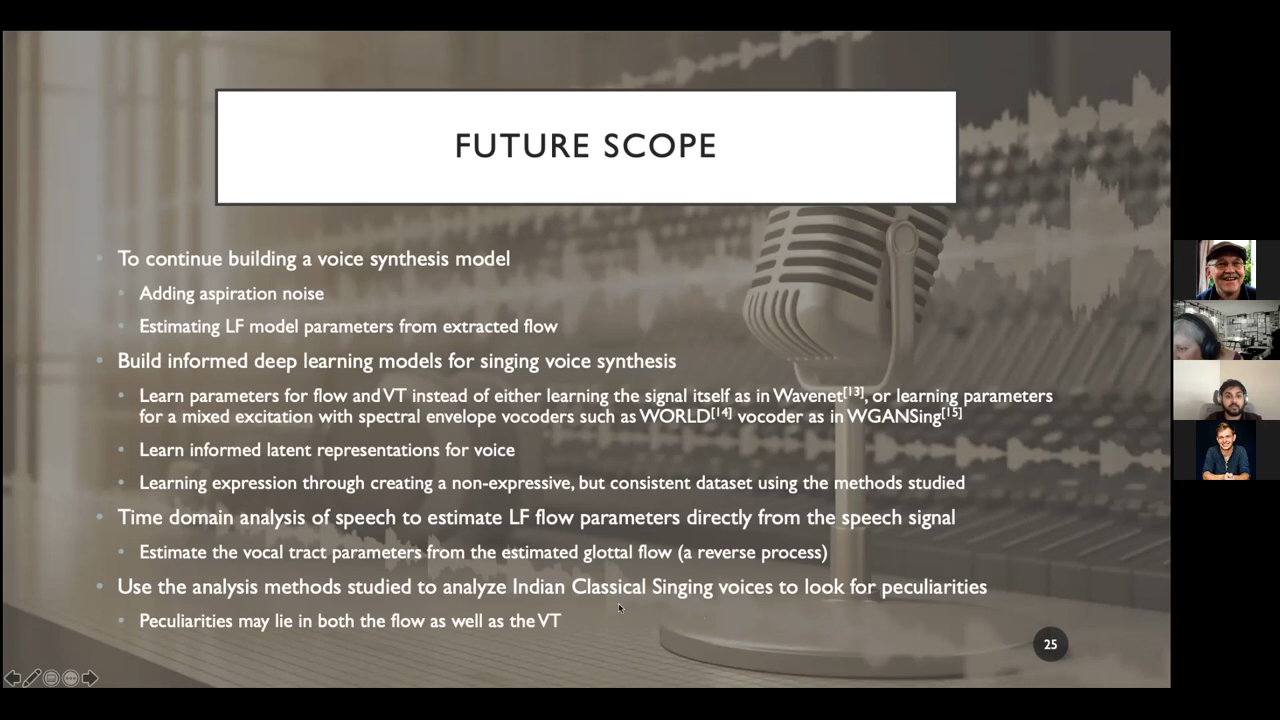 FUTURE SCOPE
To continue building a voice synthesis model
Adding aspiration noise
Estimating LF model parameters from extracted flow
Build informed deep learning models for singing voice synthesis
Learn parameters for flow and VT instead of either learning the signal itself as in Wavenet[13], or learning parameters
for a mixed excitation with spectral envelope vocoders such as WORLD[14] vocoder as in WGANSing[15]
Learn informed latent representations for voice
Learning expression through creating a non-expressive, but consistent dataset using the methods studied
Time domain analysis of speech to estimate LF flow parameters directly from the speech signal
Estimate the vocal tract parameters from the estimated glottal flow (a reverse process)
Use the analysis methods studied to analyze Indian Classical Singing voices to look for peculiarities
Peculiarities may lie in both the flow as well as the VT
25